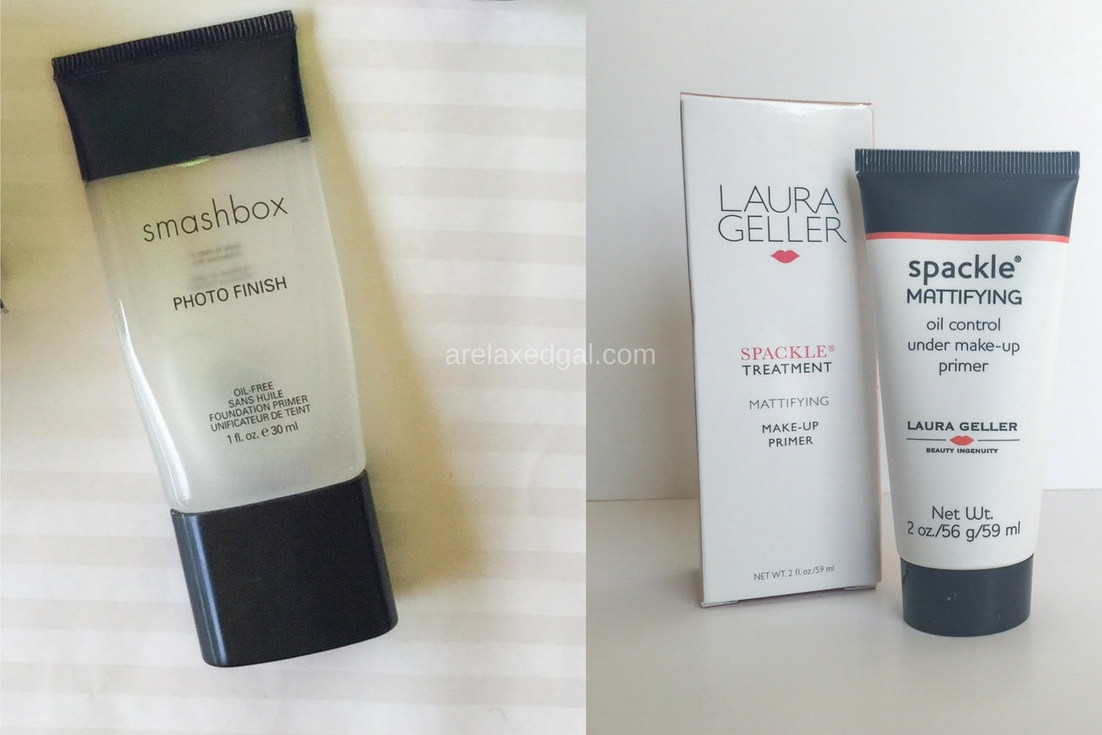 smashbox
PHOTO FINISH
OIL-FREE
SANS HUILE
FOUNDATION PRIMER
UNIFICATEUR DE TEINT
1 fl. oz. e 30 ml
arelaxedgal.com
LAURA
GELLER
SPACKLE®
TREATMENT
MATTIFYING
MAKE-UP
PRIMER
NET WT. 2 fl. oz./59 ml
spackle®
MATTIFYING
oil control
under make-up
primer
LAURA GELLER
BEAUTY INGENUITY
Net Wt.
2 oz./56 g/59 ml